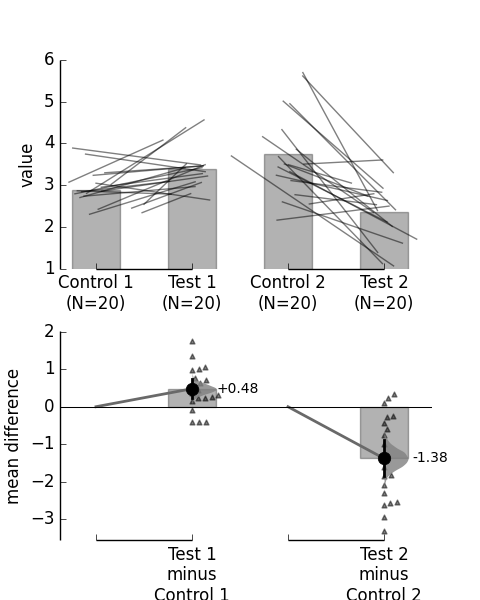 6
5
4
3
2
1
value
Control 1
(N=20)
Test 1
(N=20)
Control 2
(N=20)
Test 2
(N=20)
2
1
0
−1
−2
−3
mean difference
+0.48
-1.38
Test 1
minus
Control 1
Test 2
minus
Control 2